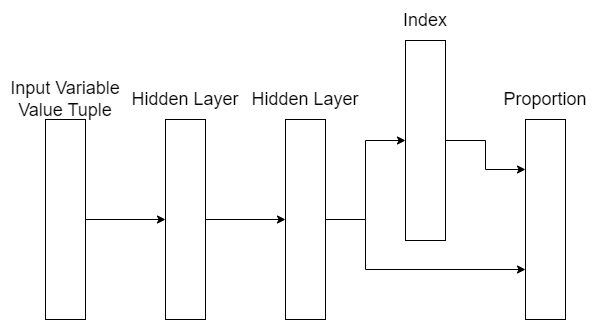 Index
Input Variable
Value Tuple
Hidden Layer
Hidden Layer
Proportion